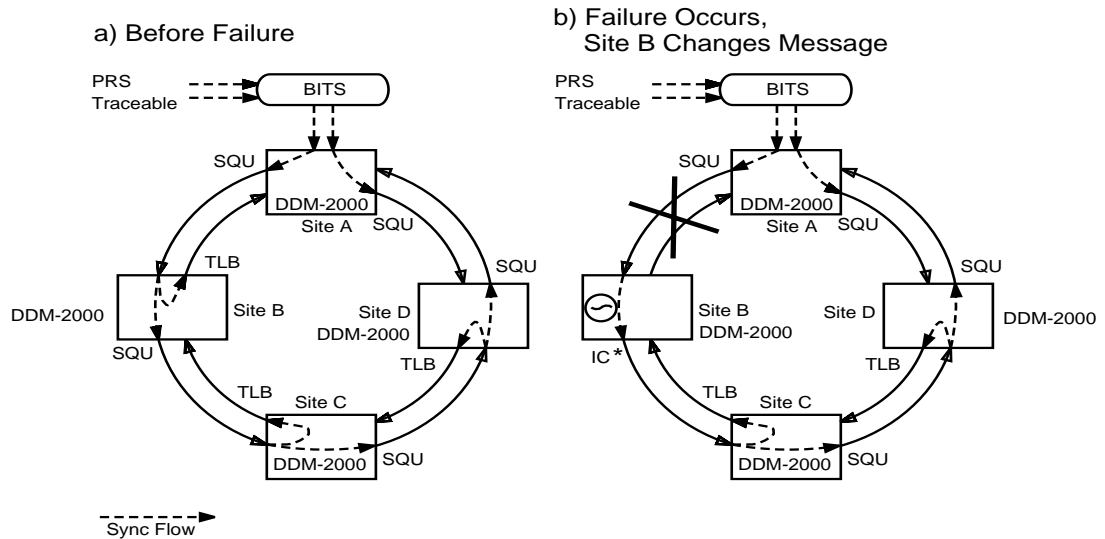 a) Before Failure
PRS
Traceable
BITS
SQU
DDM-2000
Site A
SQU
TLB
SQU
DDM-2000
Site B
Site D
DDM-2000
SQU
TLB
TLB
Site C
DDM-2000
SQU
Sync Flow
b) Failure Occurs,
Site B Changes Message
PRS
Traceable
BITS
SQU
DDM-2000
Site A
SQU
SQU
Site B
DDM-2000
Site D
DDM-2000
IC*
TLB
TLB
Site C
DDM-2000
SQU